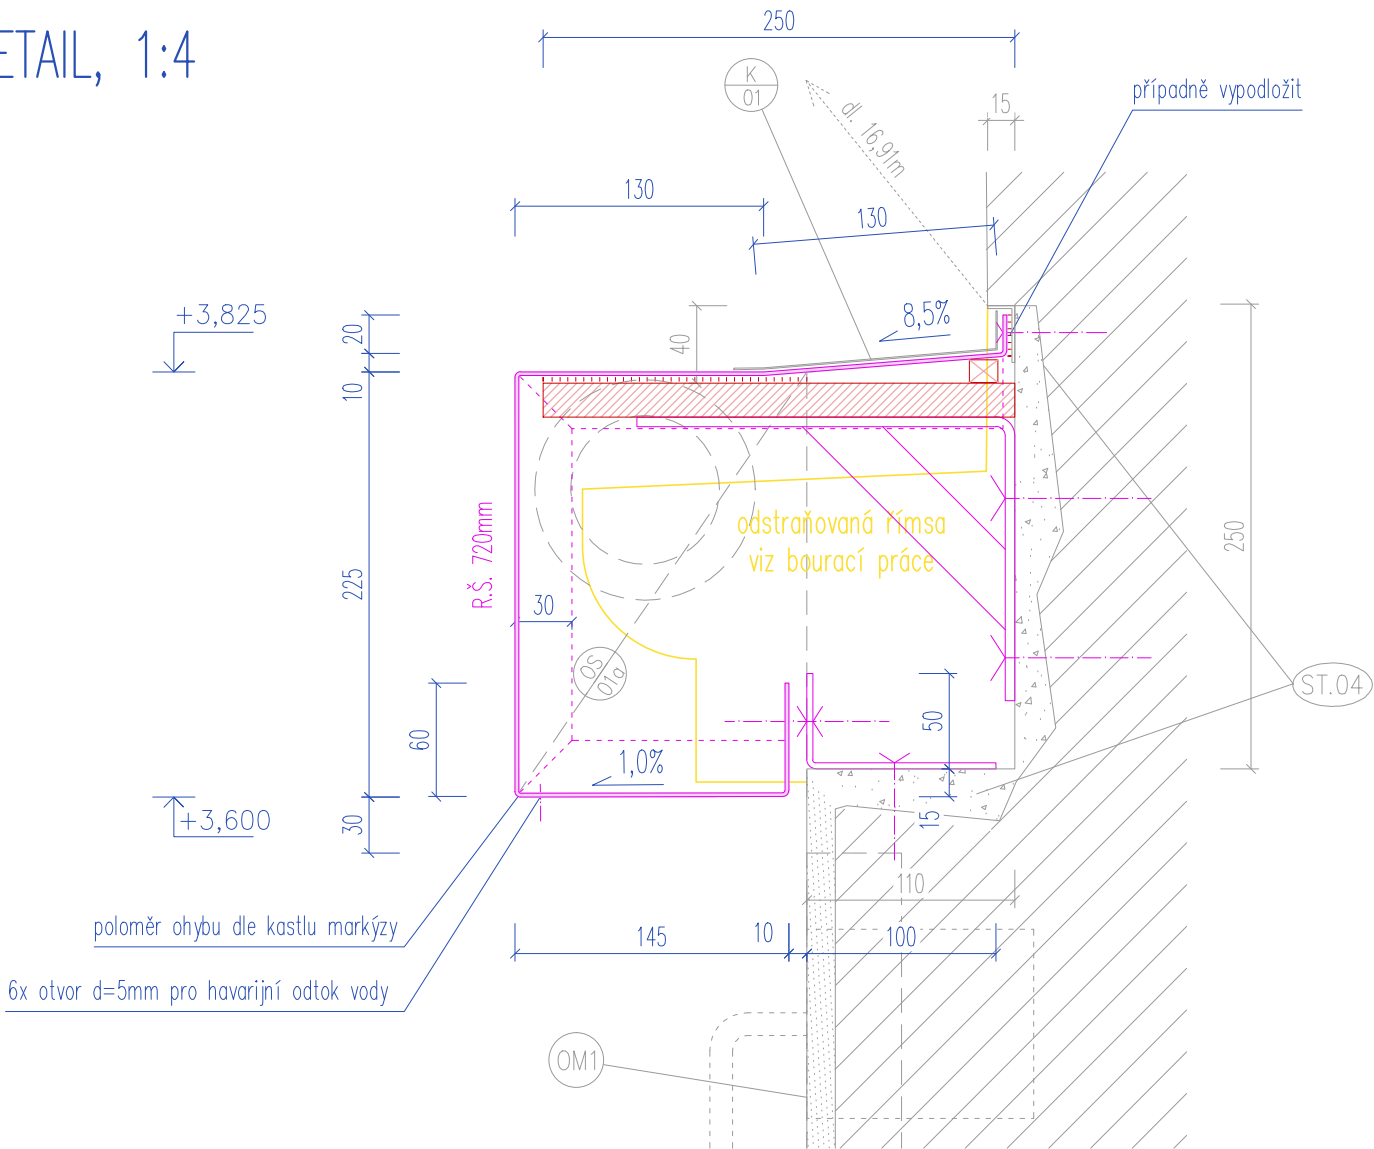 ETAIL, 1:4
250
K
01
dl. 16,91m
15
případně vypodložit
130
130
+3,825
20
40
8,5%
10
R.Š. 720mm
odstraňovaná římsa
viz bourací práce
250
225
30
OS
01a
ST.04
60
50
1,0%
+3,600
30
15
110
poloměr ohybu dle kastlu markýzy
145
10
100
6x otvor d=5mm pro havarijní odtok vody
OM1